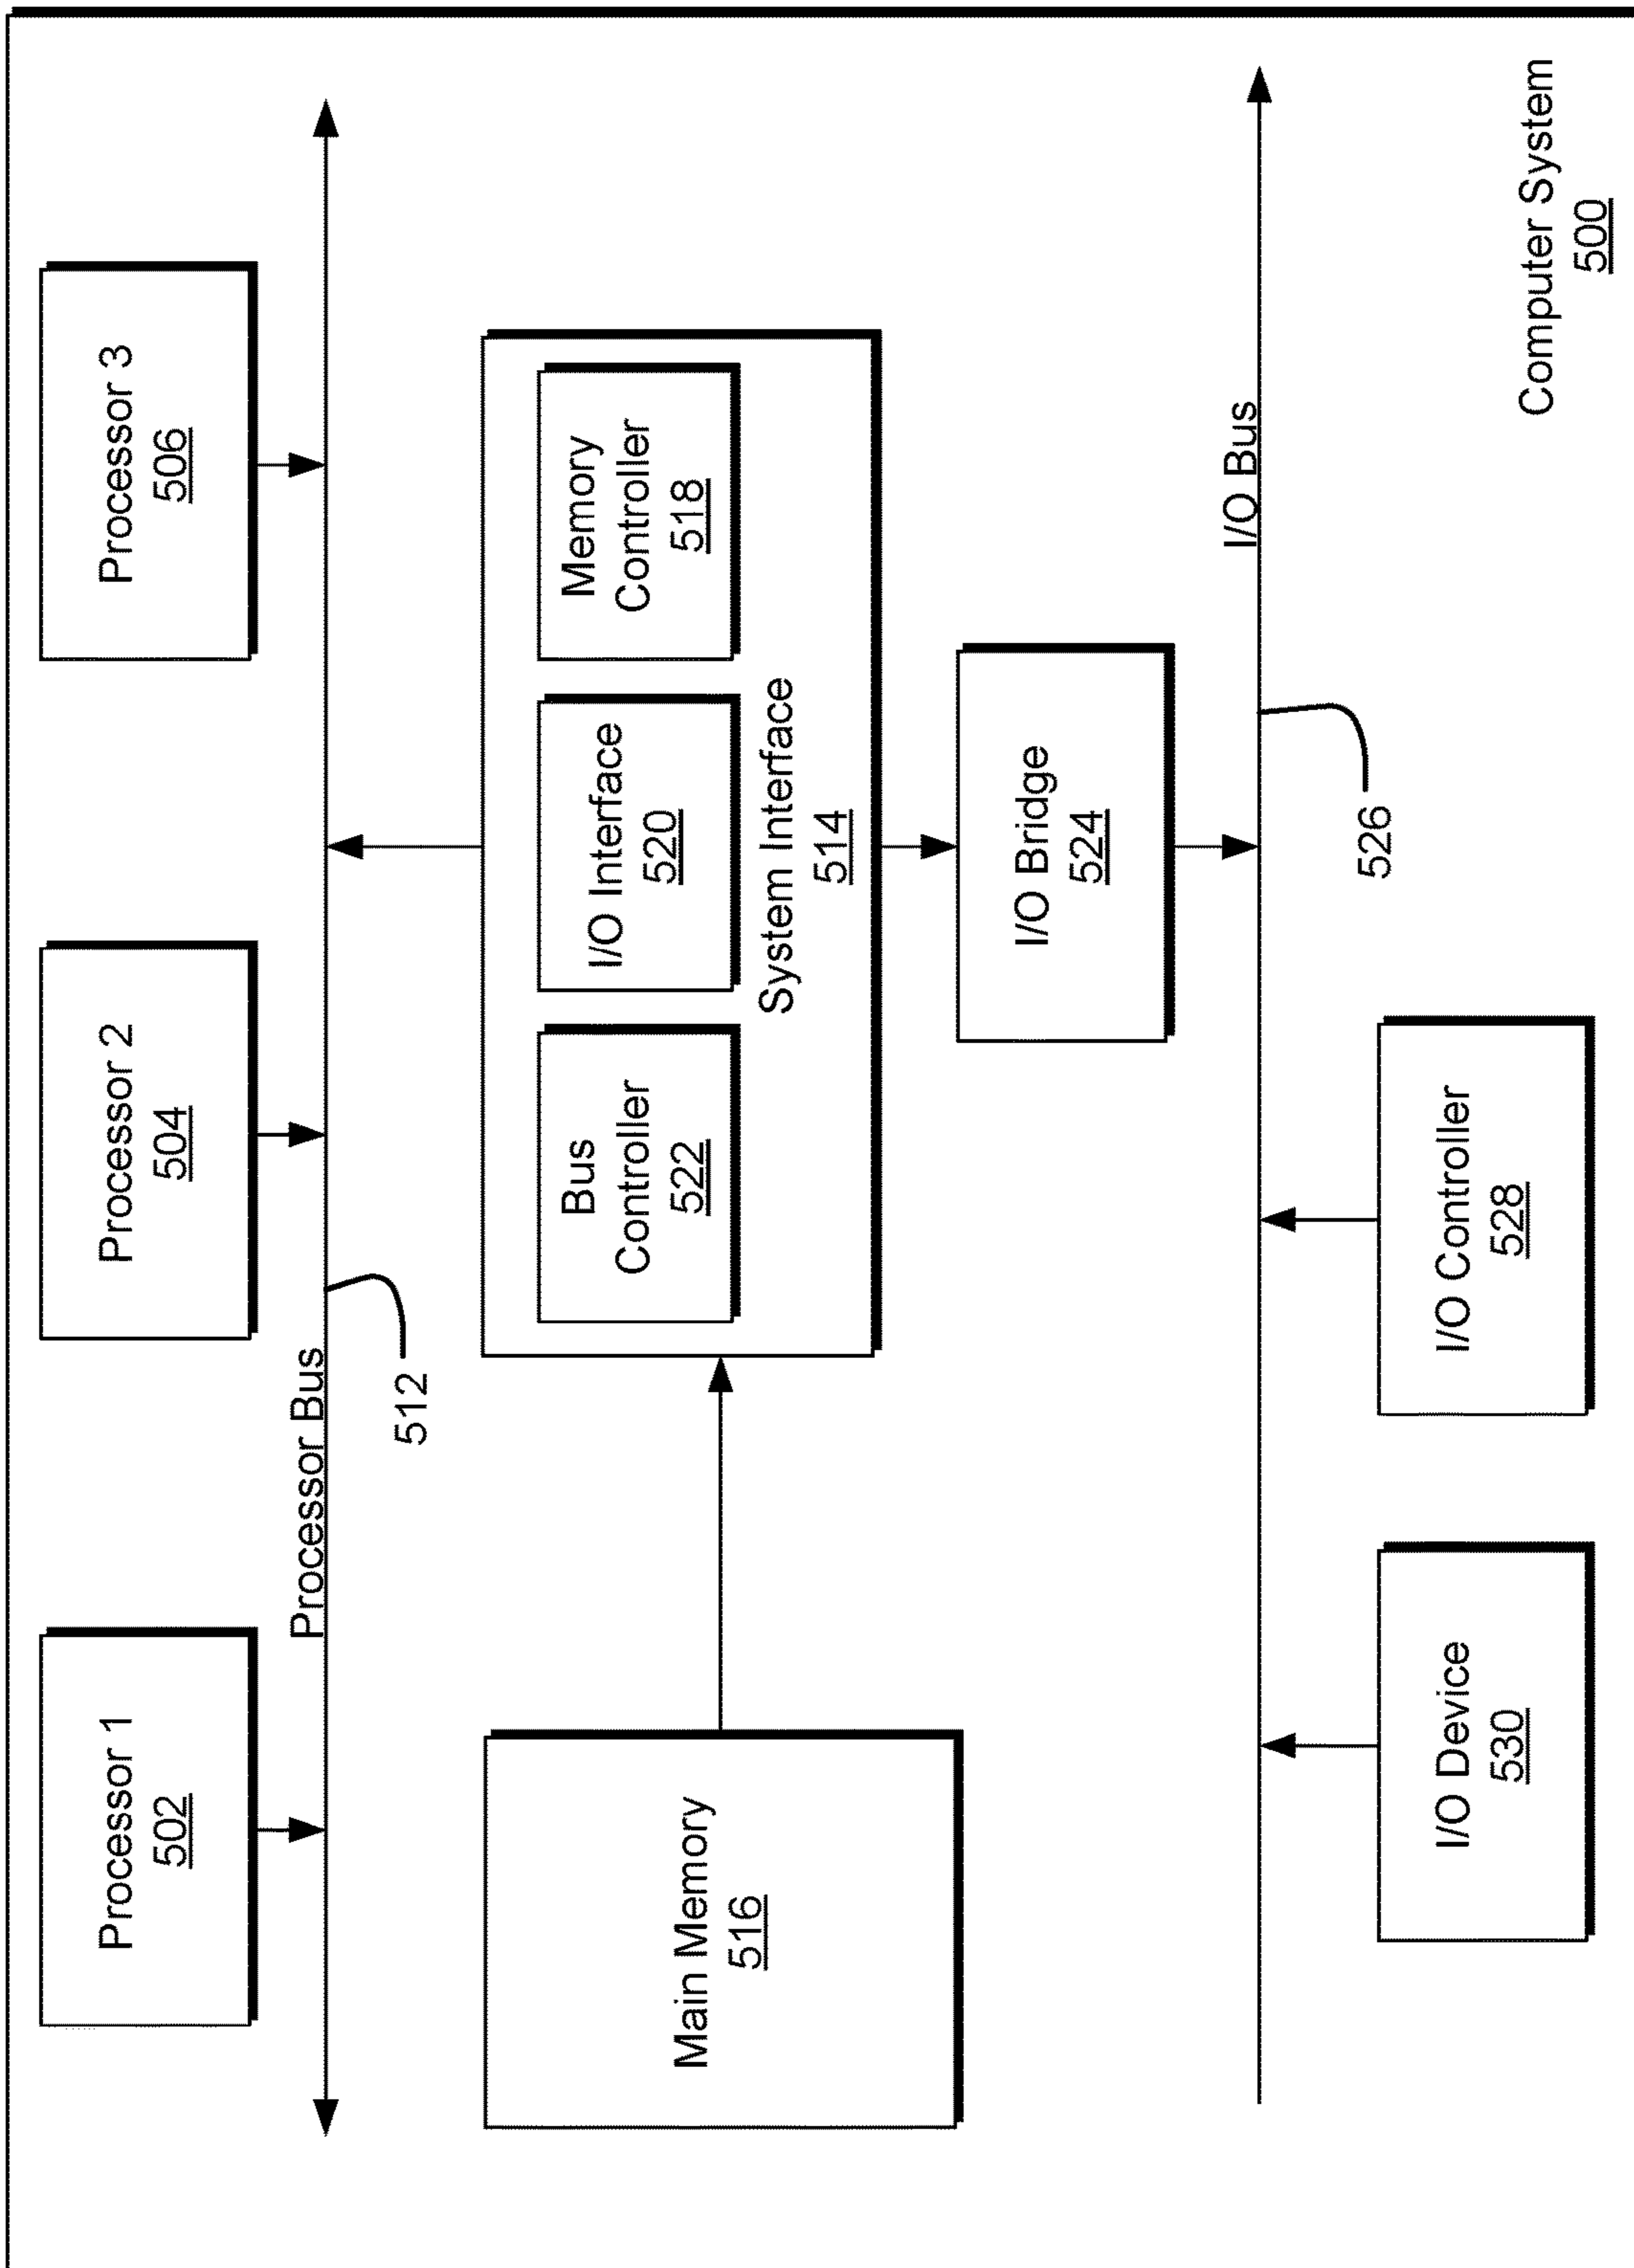 Processor 1
502
Processor 2
504
Processor 3
506
Processor Bus
512
Main Memory
516
Bus
Controller
522
I/O Interface
520
Memory
Controller
518
System Interface
514
I/O Bridge
524
I/O Bus
526
I/O Device
530
I/O Controller
528
Computer System
500